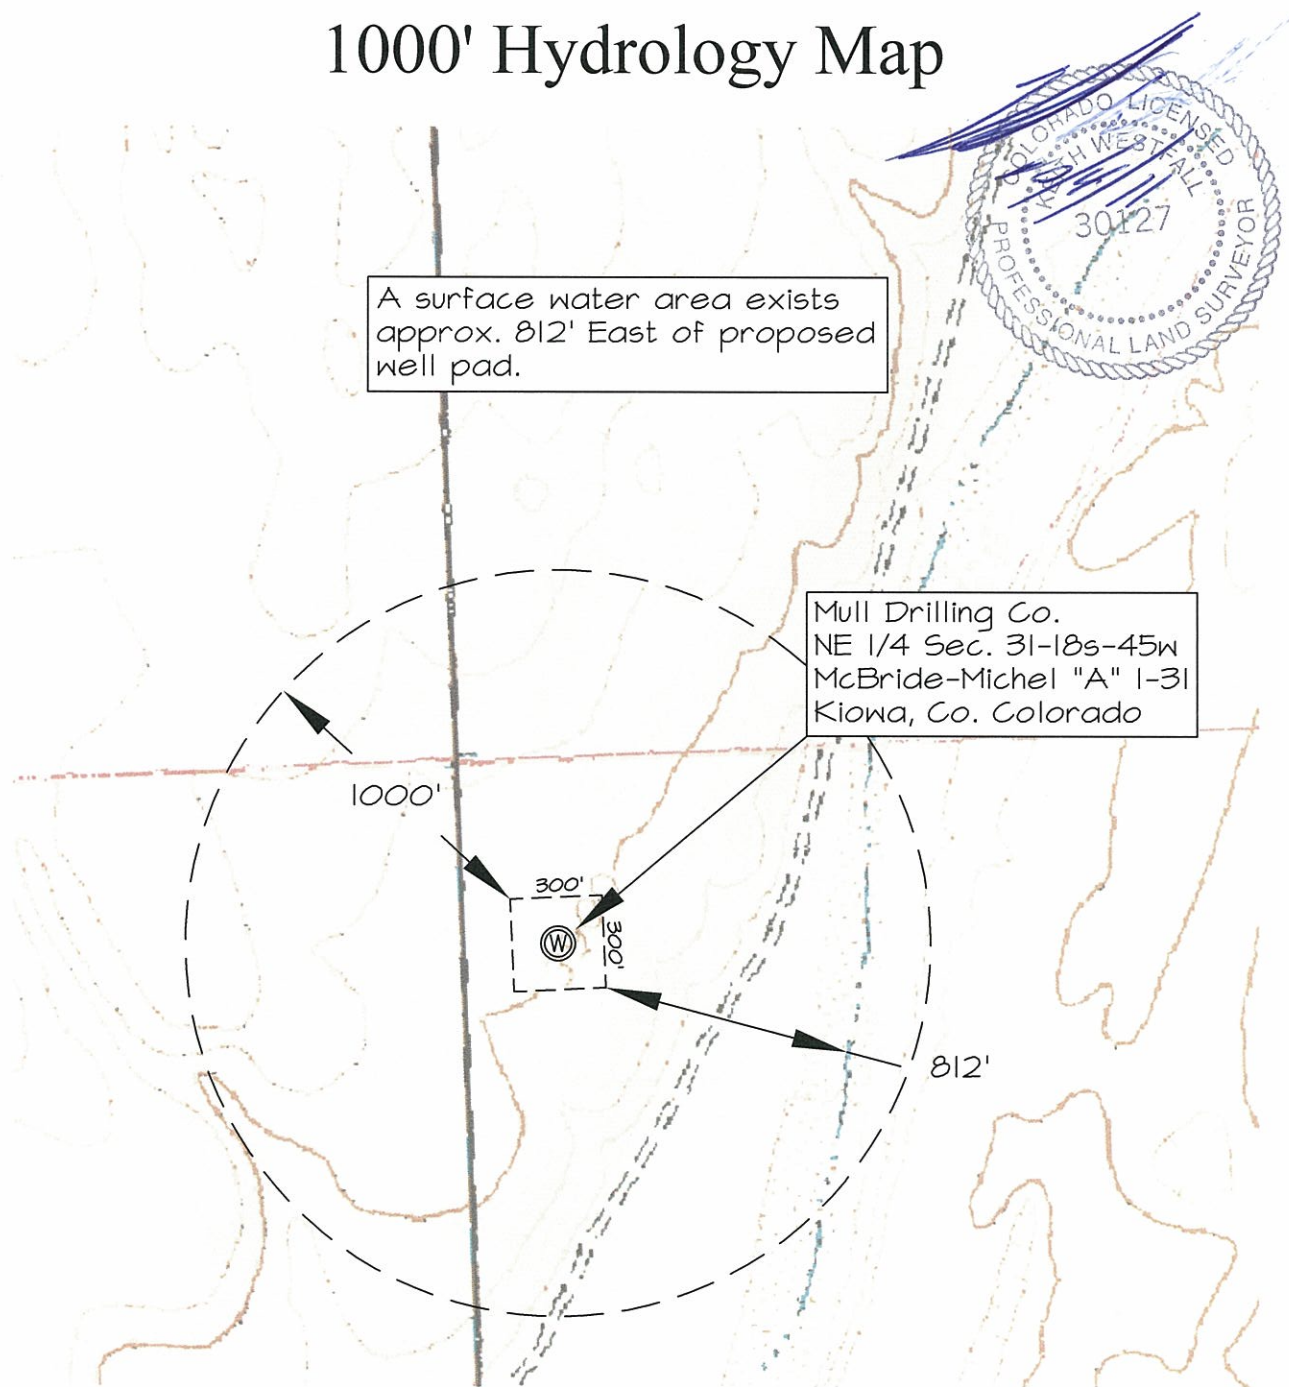 1000' Hydrology Map
COLORADO LICENSED
WESTFALL
30127
PROFESSIONAL LAND SURVEYOR
A surface water area exists
approx. 812' East of proposed
well pad.
Mull Drilling Co.
NE 1/4 Sec. 31-18s-45w
McBride-Michel "A" 1-31
Kiowa, Co. Colorado
1000'
300'
W
300'
812'